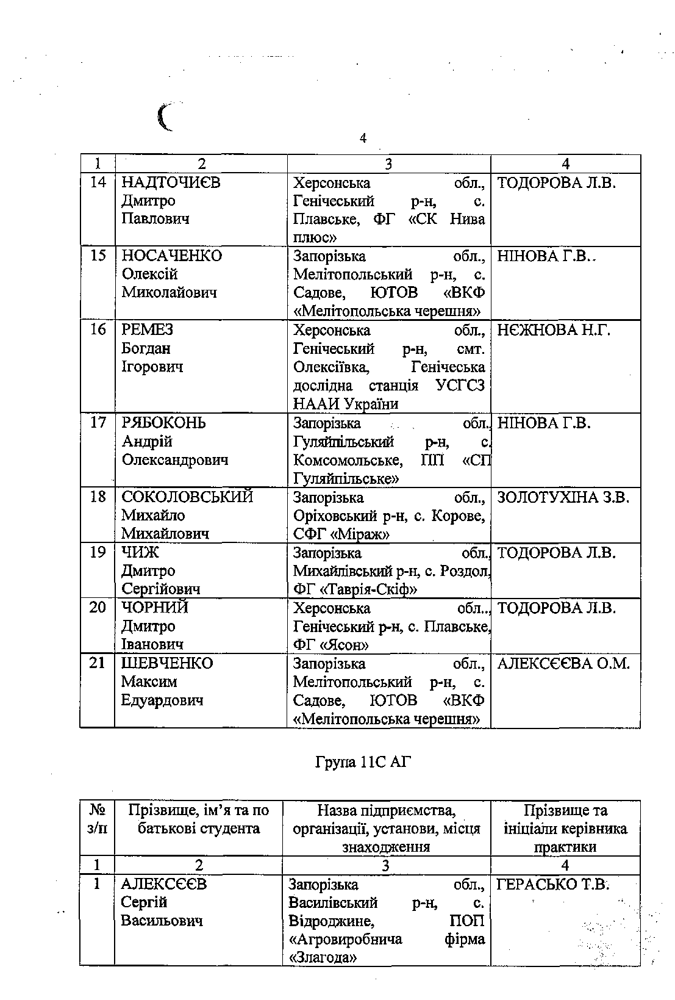 4
1 2 3 4
14 НАДТОЧИЄВ Херсонська обл., ТОДОРОВА Л.В.
Дмитро Генічеський р-н, с.
Павлович Плавське, ФГ «СК Нива
плюс»
15 НОСАЧЕНКО Запорізька обл., НІНОВА Г.В..
Олексій Мелітопольський р-н, с.
Миколайович Садове, ЮТОВ «ВКФ
«Мелітопольська черешня»
16 РЕМЕЗ Херсонська обл., НЄЖНОВА Н.Г.
Богдан Генічеський р-н, смт.
Ігорович Олексіївка, Генічеська
дослідна станція УСГСЗ
НААИ України
17 РЯБОКОНЬ Запорізька обл., НІНОВА Г.В.
Андрій Гуляйпільський р-н, с.
Олександрович Комсомольське, ПП «СП
Гуляйпільське»
18 СОКОЛОВСЬКИЙ Запорізька обл., ЗОЛОТУХІНА З.В.
Михайло Оріховський р-н, с. Корове,
Михайлович СФГ «Міраж»
19 ЧИЖ Запорізька обл., ТОДОРОВА Л.В.
Дмитро Михайлівський р-н, с. Роздол,
Сергійович ФГ «Таврія-Скіф»
20 ЧОРНИЙ Херсонська обл.., ТОДОРОВА Л.В.
Дмитро Генічеський р-н, с. Плавське,
Іванович ФГ «Ясон»
21 ШЕВЧЕНКО Запорізька обл., АЛЕКСЄЄВА О.М.
Максим Мелітопольський р-н, с.
Едуардович Садове, ЮТОВ «ВКФ
«Мелітопольська черешня»
Група 11С АГ
№ Прізвище, ім’я та по Назва підприємства, Прізвище та
з/п батькові студента організації, установи, місця ініціали керівника
знаходження практики
1 2 3 4
1 АЛЕКСЄЄВ Запорізька обл., ГЕРАСЬКО Т.В.
Сергій Василівський р-н, с.
Васильович Відроджине, ПОП
«Агровиробнича фірма
«Злагода»